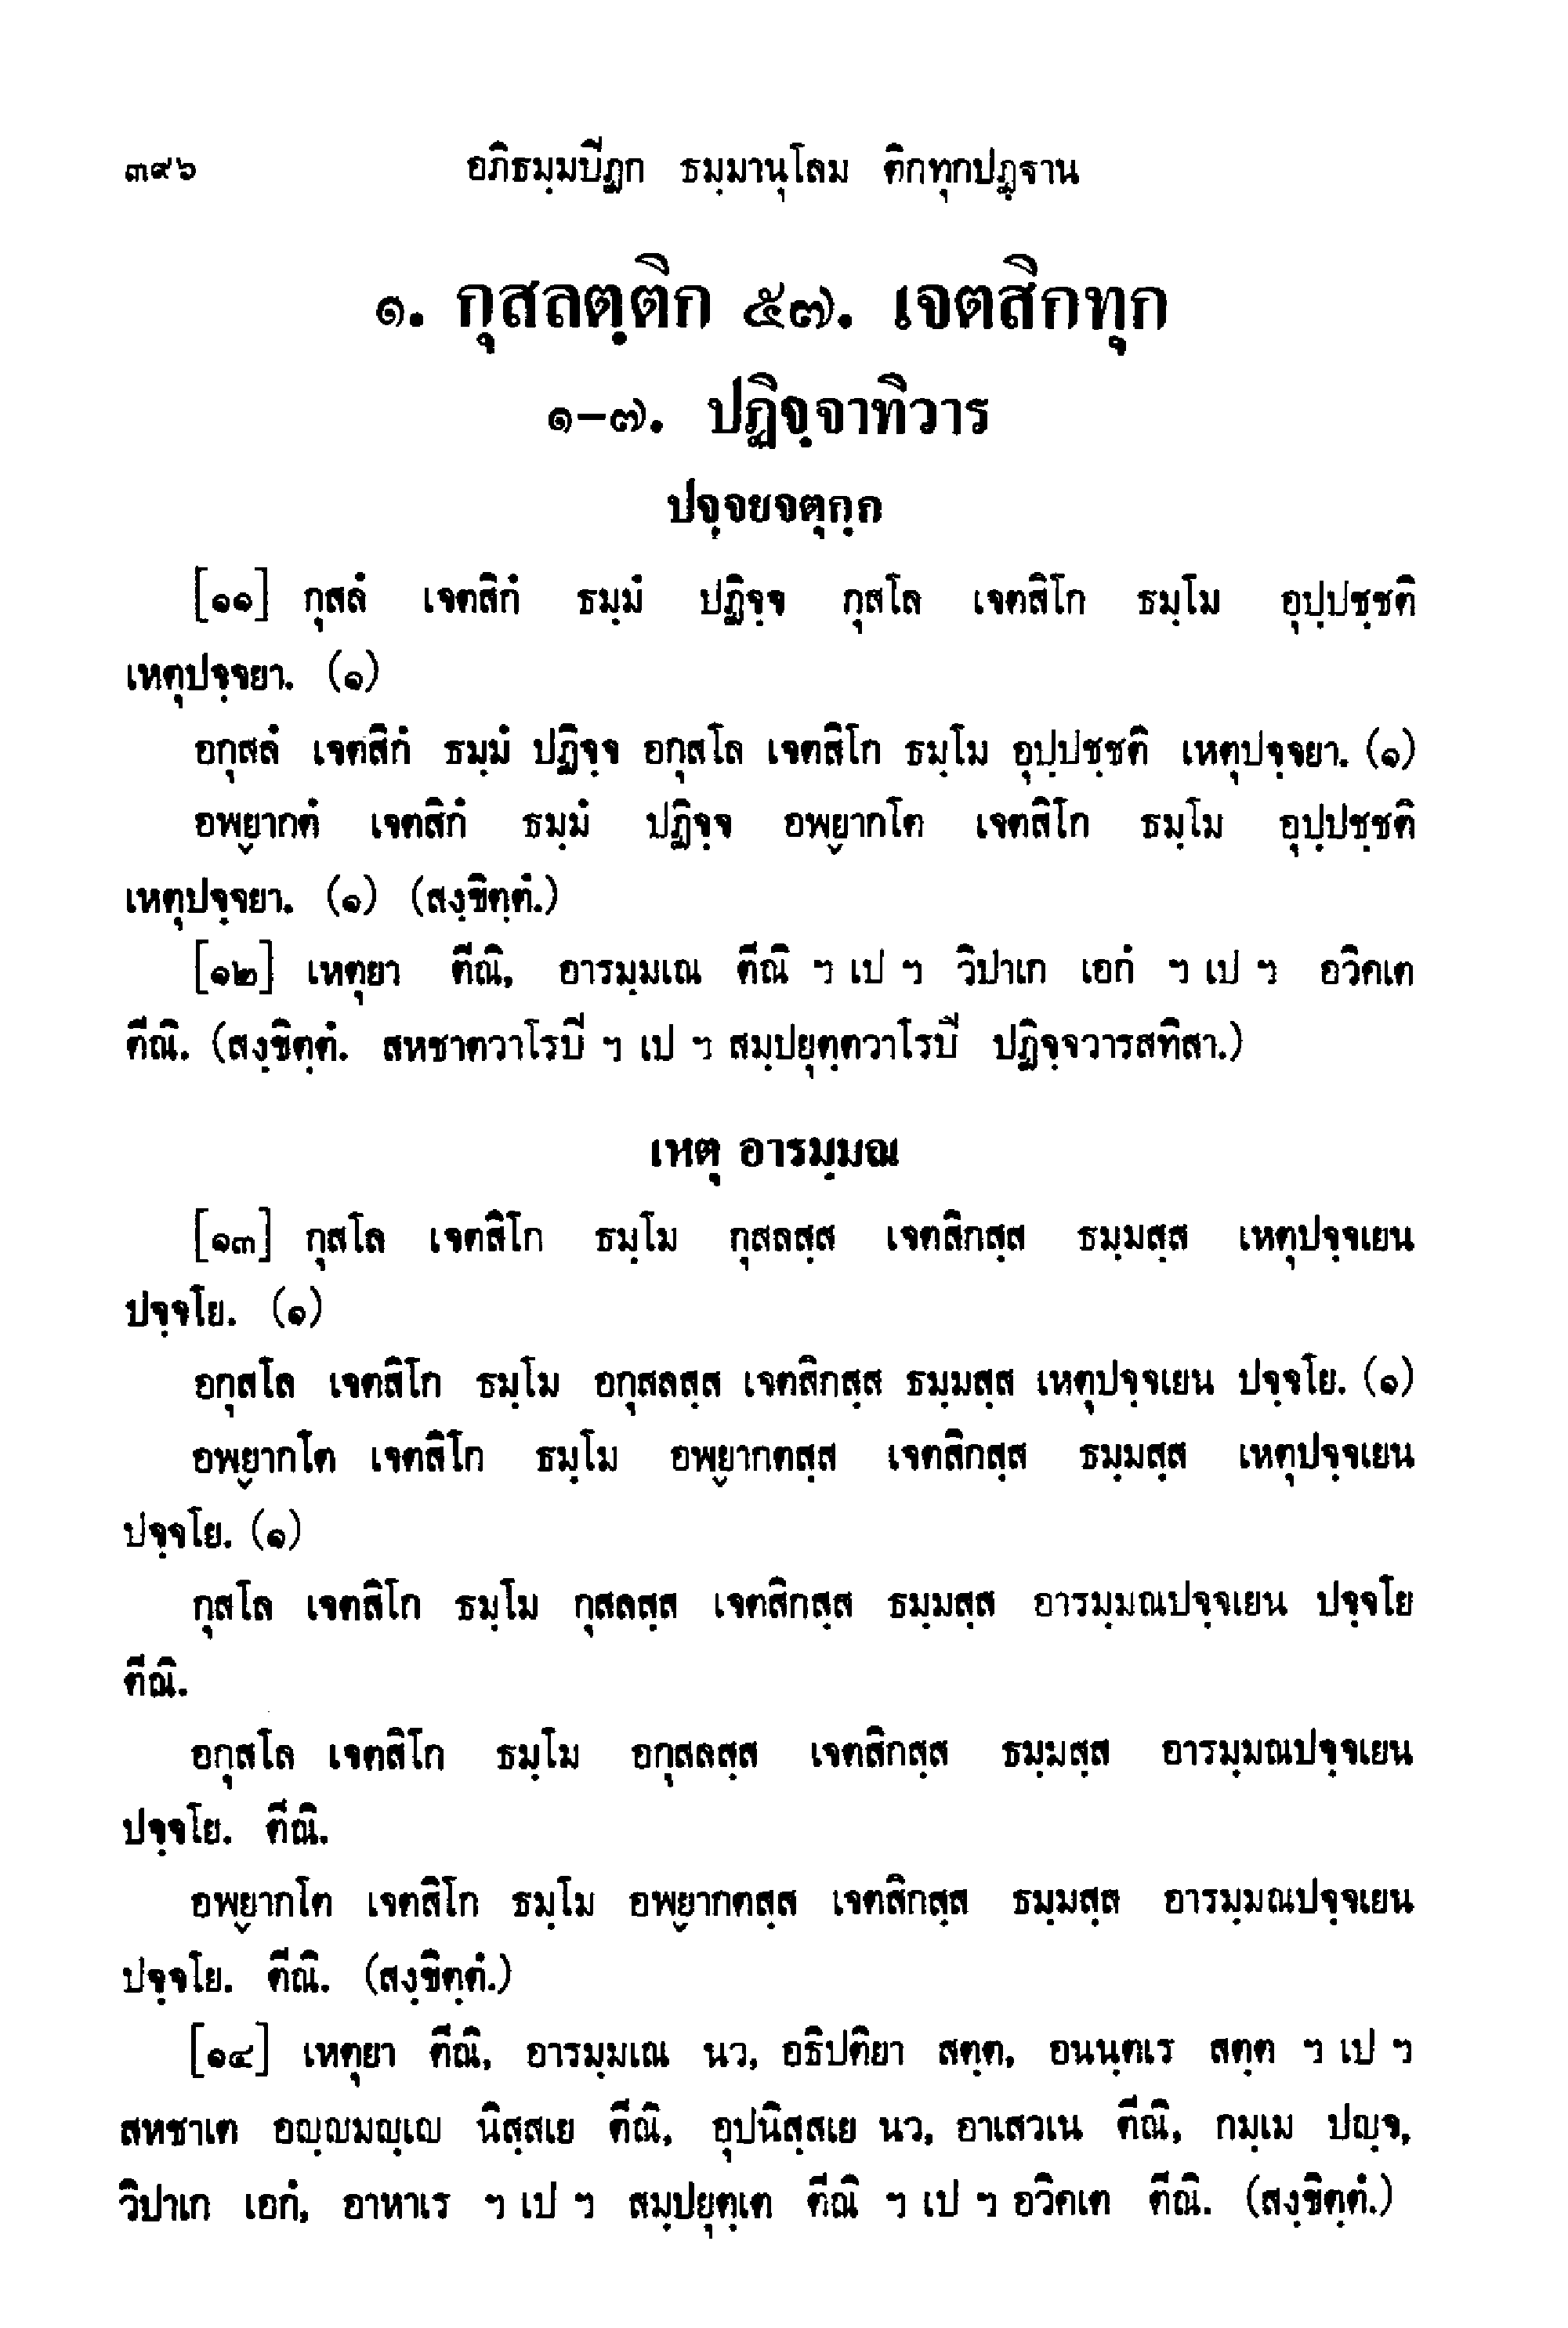 ๓๙๖ อภิธมฺมปิฏก ธมฺมานุโลม ติกทุกปฏฺฐาน
๑. กุสลตฺติก ๕๗. เจตสิกทุก
๑-๗. ปฏิจฺจาทิวาร
ปจฺจยจตุกฺก
[๑๑] กุสลํ เจตสิกํ ธมฺมํ ปฏิจฺจ กุสโล เจตสิโก ธมฺโม อุปฺปชฺชติ
เหตุปจฺจยา. (๑)
อกุสลํ เจตสิกํ ธมฺมํ ปฏิจฺจ อกุสโล เจตสิโก ธมฺโม อุปฺปชฺชติ เหตุปจฺจยา. (๑)
อพฺยากตํ เจตสิกํ ธมฺมํ ปฏิจฺจ อพฺยากโต เจตสิโก ธมฺโม อุปฺปชฺชติ
เหตุปจฺจยา. (๑) (สงฺขิตฺตํ.)
[๑๒] เหตุยา ตีณิ, อารมฺมเณ ตีณิ ฯ เป ฯ วิปาเก เอกํ ฯ เป ฯ อวิคเต
ตีณิ. (สงฺขิตฺตํ. สหชาตวาโรปิ ฯ เป ฯ สมฺปยุตฺตวาโรปิ ปฏิจฺจวารสทิสา.)
เหตุ อารมฺมณ
[๑๓] กุสโล เจตสิโก ธมฺโม กุสลสฺส เจตสิกสฺส ธมฺมสฺส เหตุปจฺจเยน
ปจฺจโย. (๑)
อกุสโล เจตสิโก ธมฺโม อกุสลสฺส เจตสิกสฺส ธมฺมสฺส เหตุปจฺจเยน ปจฺจโย. (๑)
อพฺยากโต เจตสิโก ธมฺโม อพฺยากตสฺส เจตสิกสฺส ธมฺมสฺส เหตุปจฺจเยน
ปจฺจโย. (๑)
กุสโล เจตสิโก ธมฺโม กุสลสฺส เจตสิกสฺส ธมฺมสฺส อารมฺมณปจฺจเยน ปจฺจโย
ตีณิ.
อกุสโล เจตสิโก ธมฺโม อกุสลสฺส เจตสิกสฺส ธมฺมสฺส อารมฺมณปจฺจเยน
ปจฺจโย. ตีณิ.
อพฺยากโต เจตสิโก ธมฺโม อพฺยากตสฺส เจตสิกสฺส ธมฺมสฺส อารมฺมณปจฺจเยน
ปจฺจโย. ตีณิ. (สงฺขิตฺตํ.)
[๑๔] เหตุยา ตีณิ, อารมฺมเณ นว, อธิปติยา สตฺต, อนนฺตเร สตฺต ฯ เป ฯ
สหชาเต อญฺญมญฺเญ นิสฺสเย ตีณิ, อุปนิสฺสเย นว, อาเสวเน ตีณิ, กมฺเม ปญฺจ,
วิปาเก เอกํ, อาหาเร ฯ เป ฯ สมฺปยุตฺเต ตีณิ ฯ เป ฯ อวิคเต ตีณิ. (สงฺขิตฺตํ.)